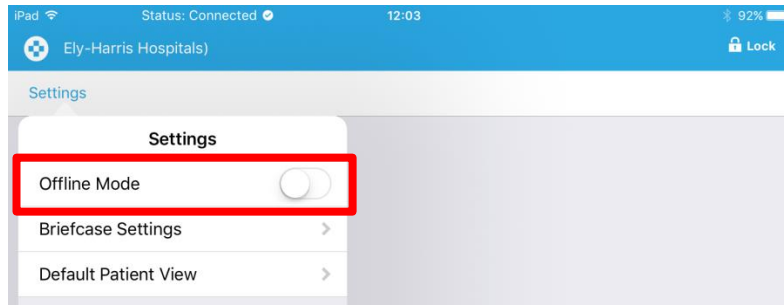 iPad Status: Connected 12:03 92%
Ely-Harris Hospitals) Lock
Settings
Settings
Offline Mode
Briefcase Settings
Default Patient View